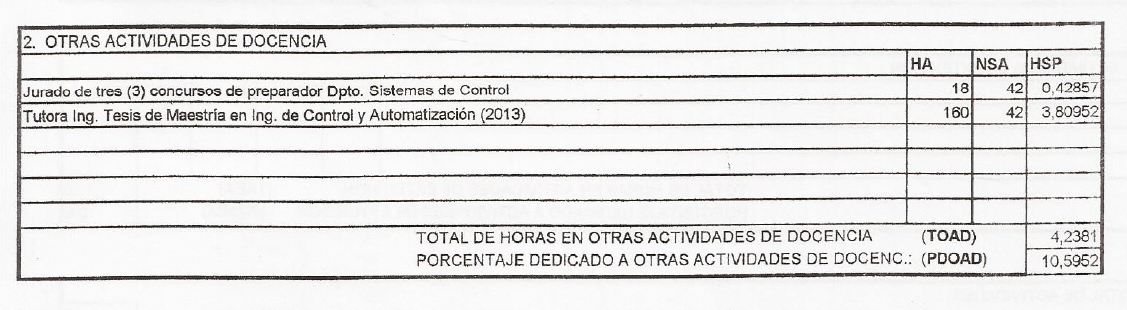 2. OTRAS ACTIVIDADES DE DOCENCIA
HA NSA HSP
Jurado de tres (3) concursos de preparador Dpto. Sistemas de Control 18 42 0,42857
Tutora Ing. Tesis de Maestría en Ing. de Control y Automatización (2013) 160 42 3,80952
TOTAL DE HORAS EN OTRAS ACTIVIDADES DE DOCENCIA (TOAD) 4,2381
PORCENTAJE DEDICADO A OTRAS ACTIVIDADES DE DOCENC.: (PDOAD) 10,5952